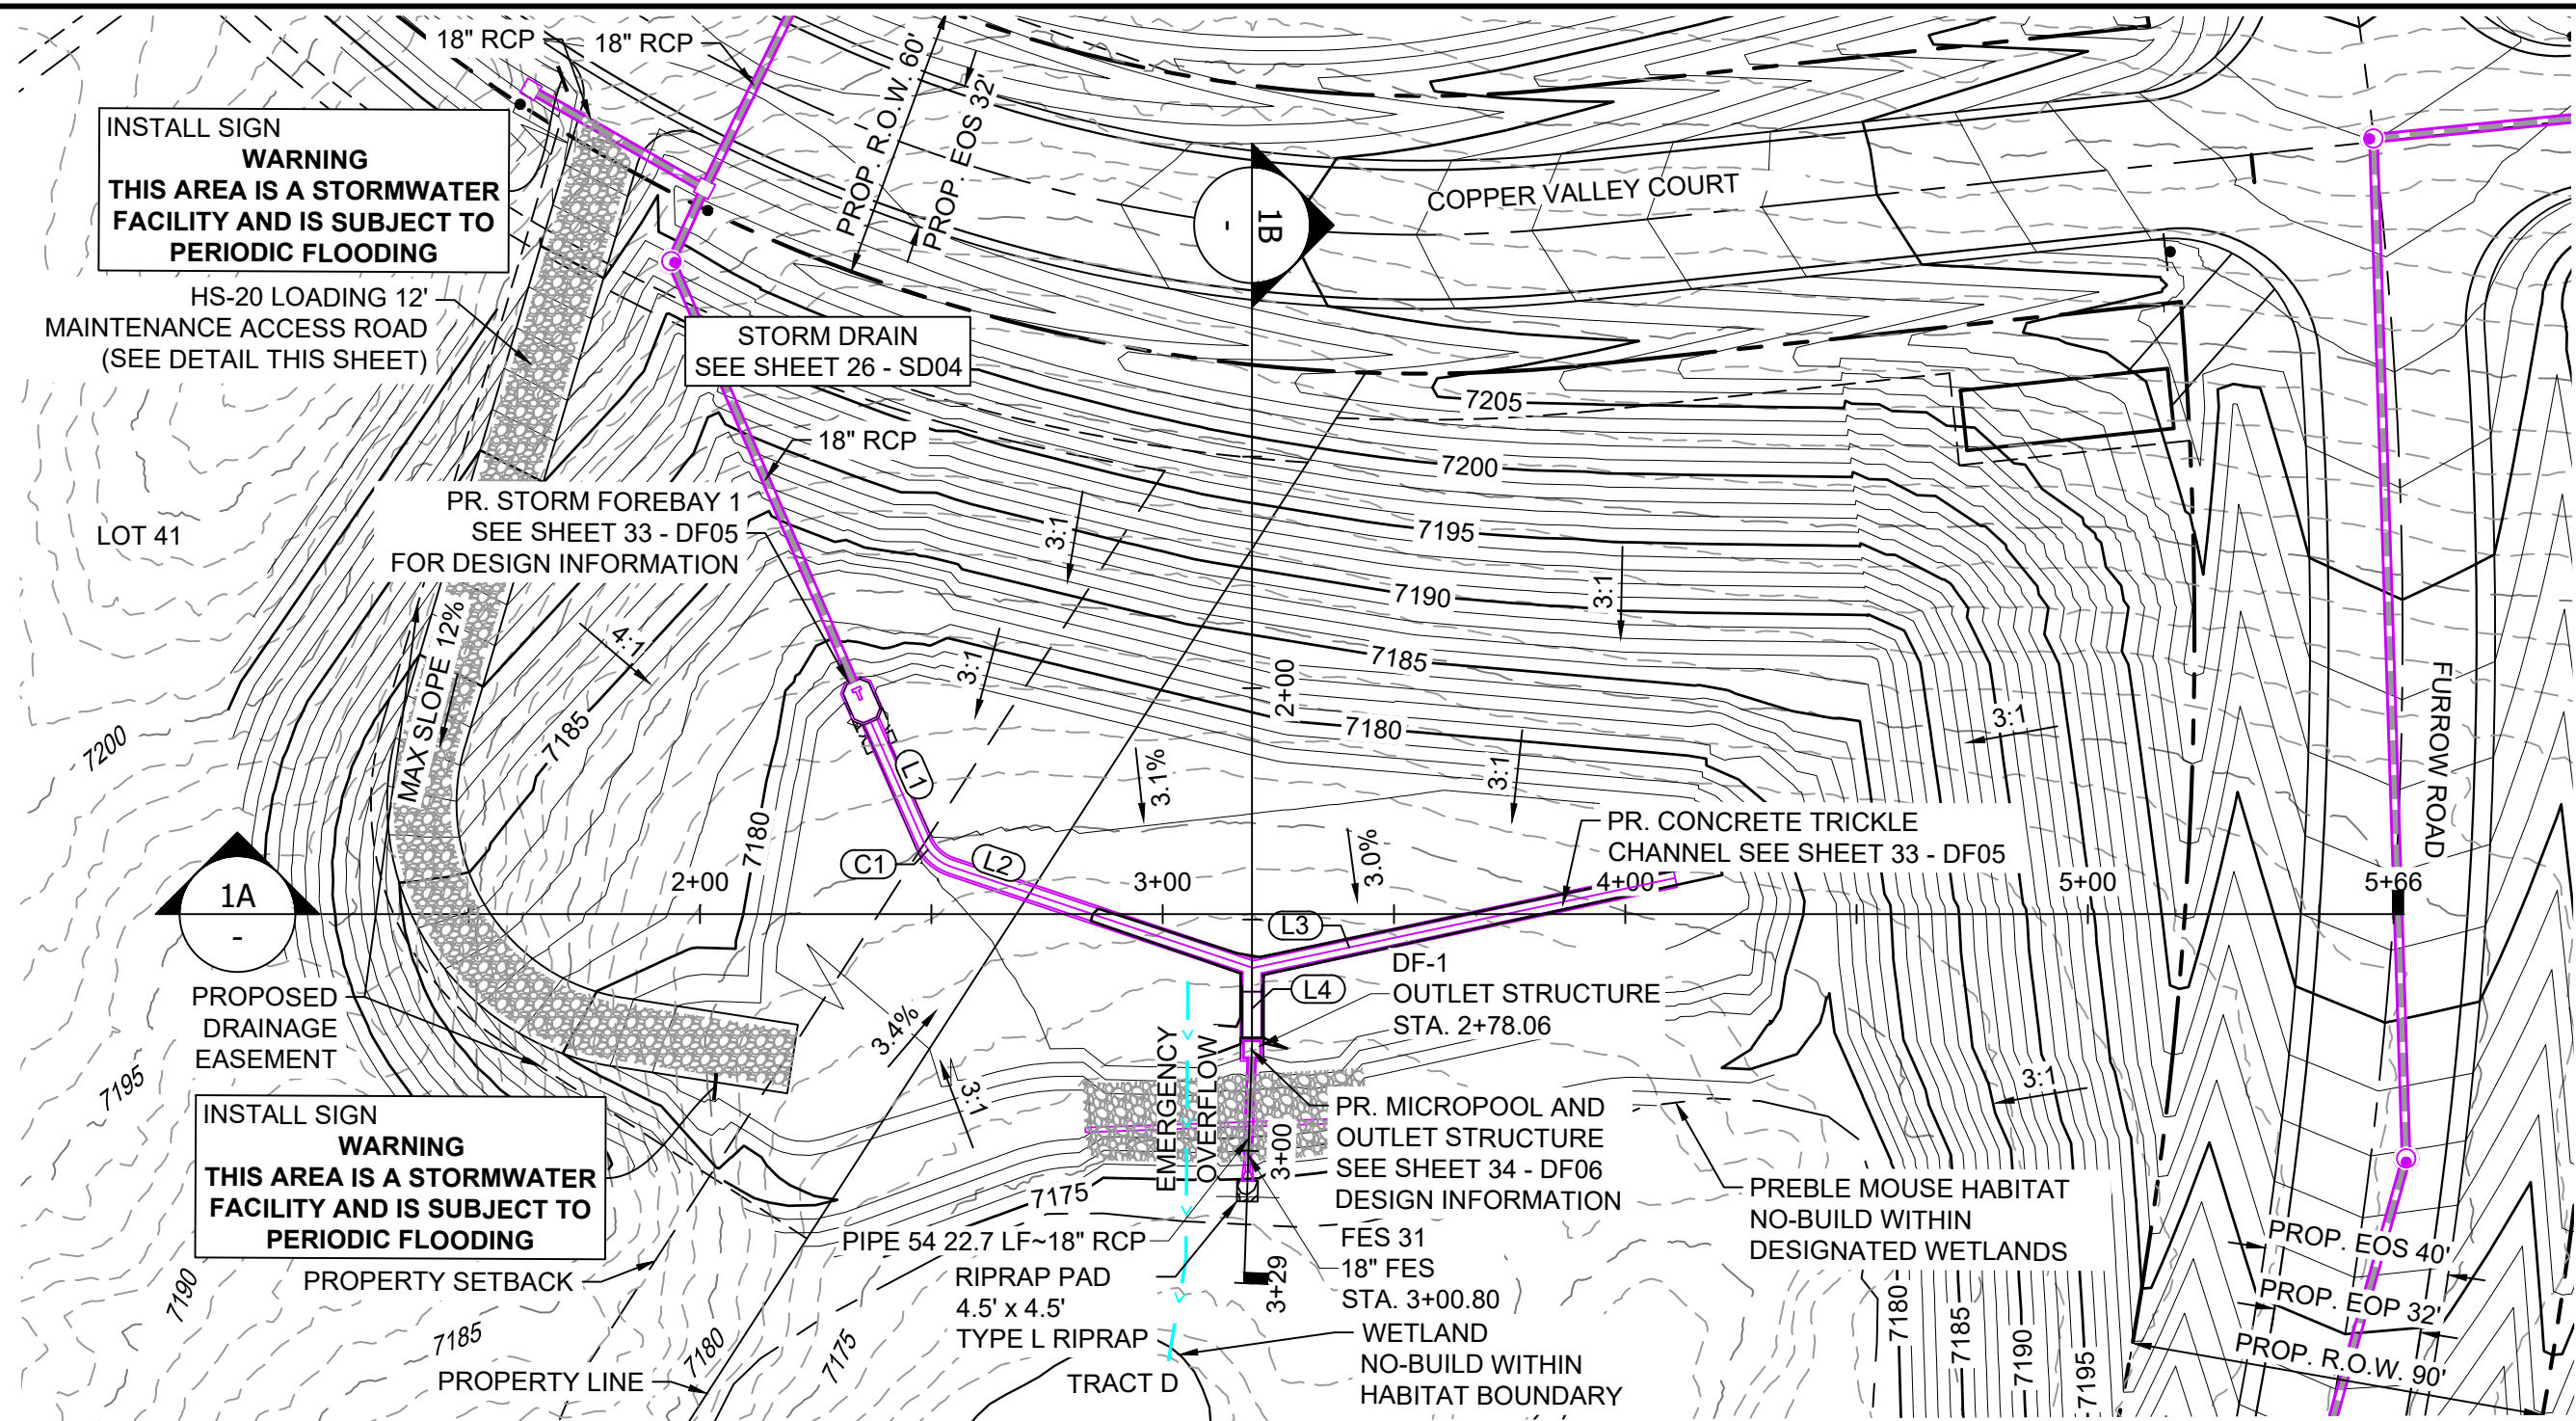 18" RCP
18" RCP
PROP. R.O.W. 60'
PROP. EOS 32'
INSTALL SIGN
WARNING
THIS AREA IS A STORMWATER
FACILITY AND IS SUBJECT TO
PERIODIC FLOODING
1B
-
COPPER VALLEY COURT
HS-20 LOADING 12'
MAINTENANCE ACCESS ROAD
(SEE DETAIL THIS SHEET)
STORM DRAIN
SEE SHEET 26 - SD04
7205
18" RCP
7200
PR. STORM FOREBAY 1
SEE SHEET 33 - DF05
FOR DESIGN INFORMATION
LOT 41
3:1
7195
3:1
7190
MAX SLOPE 12%
4:1
3:1
7185
2+00
FURROW ROAD
7200
7185
7180
3:1
L1
3.1%
3:1
7180
PR. CONCRETE TRICKLE
CHANNEL SEE SHEET 33 - DF05
C1
L2
3.0%
1A
-
2+00
3+00
4+00
5+00
5+66
L3
DF-1
OUTLET STRUCTURE
STA. 2+78.06
L4
PROPOSED
DRAINAGE
EASEMENT
3.4%
3:1
EMERGENCY
OVERFLOW
3:1
7195
INSTALL SIGN
WARNING
THIS AREA IS A STORMWATER
FACILITY AND IS SUBJECT TO
PERIODIC FLOODING
PR. MICROPOOL AND
OUTLET STRUCTURE
SEE SHEET 34 - DF06
DESIGN INFORMATION
3+00
7175
PREBLE MOUSE HABITAT
NO-BUILD WITHIN
DESIGNATED WETLANDS
PIPE 54 22.7 LF~18" RCP
FES 31
18" FES
STA. 3+00.80
PROP. EOS 40'
PROP. EOP 32'
PROP. R.O.W. 90'
PROPERTY SETBACK
RIPRAP PAD
4.5' x 4.5'
TYPE L RIPRAP
3+29
7190
7185
7180
7175
WETLAND
NO-BUILD WITHIN
HABITAT BOUNDARY
7180
7185
7190
7195
PROPERTY LINE
TRACT D